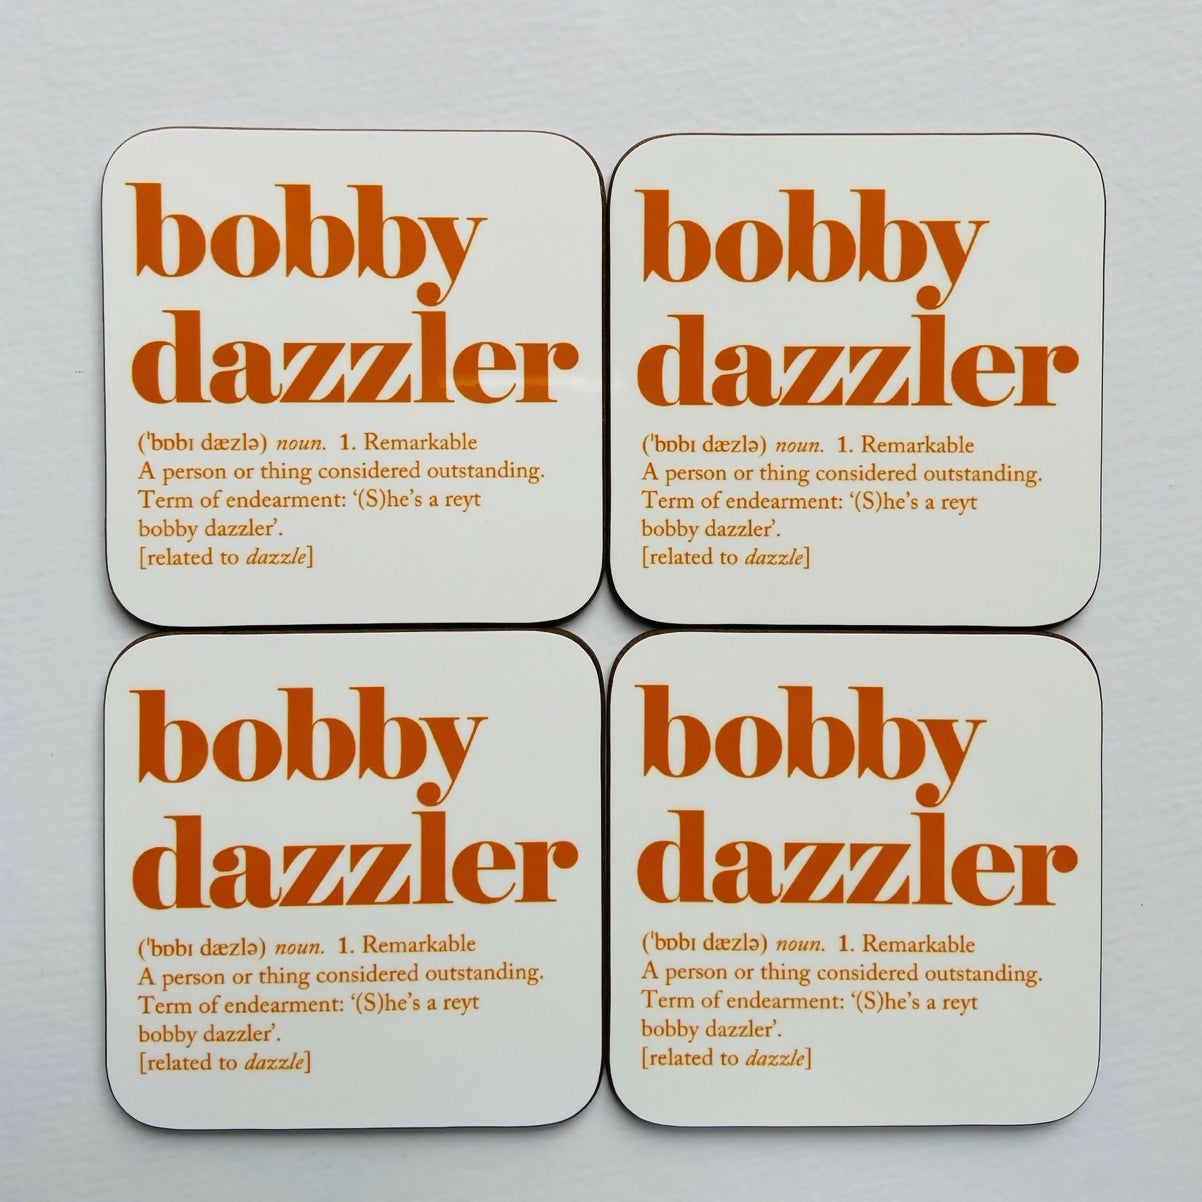 bobby
dazzler
('bɒbɪ dæzlə) noun. 1. Remarkable
A person or thing considered outstanding.
Term of endearment: ‘(S)he’s a reyt
bobby dazzler’.
[related to dazzle]
bobby
dazzler
('bɒbɪ dæzlə) noun. 1. Remarkable
A person or thing considered outstanding.
Term of endearment: ‘(S)he’s a reyt
bobby dazzler’.
[related to dazzle]
bobby
dazzler
('bɒbɪ dæzlə) noun. 1. Remarkable
A person or thing considered outstanding.
Term of endearment: ‘(S)he’s a reyt
bobby dazzler’.
[related to dazzle]
bobby
dazzler
('bɒbɪ dæzlə) noun. 1. Remarkable
A person or thing considered outstanding.
Term of endearment: ‘(S)he’s a reyt
bobby dazzler’.
[related to dazzle]